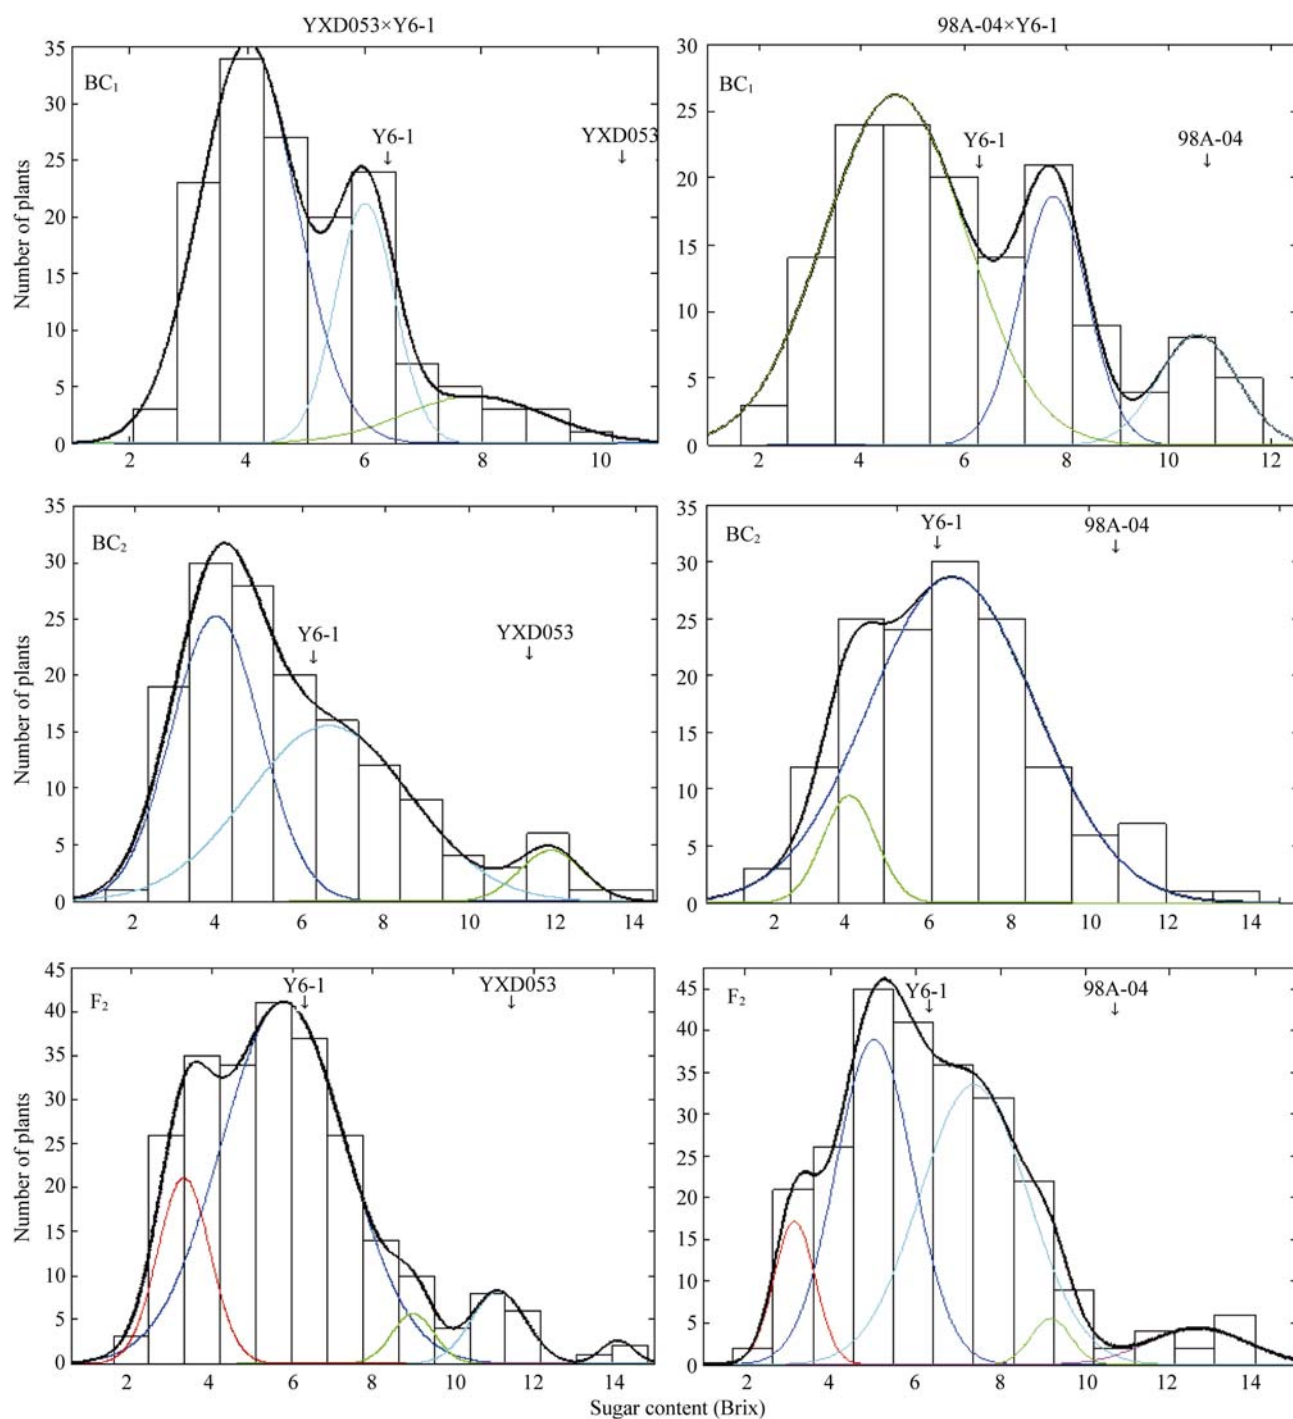 YXD053×Y6-1
98A-04×Y6-1
Number of plants
35
30
25
20
15
10
5
0
BC₁
Y6-1
↓
YXD053
↓
2 4 6 8 10
30
25
20
15
10
5
0
BC₁
Y6-1
↓
98A-04
↓
2 4 6 8 10 12
Number of plants
35
30
25
20
15
10
5
0
BC₂
Y6-1
↓
YXD053
↓
2 4 6 8 10 12 14
35
30
25
20
15
10
5
0
BC₂
Y6-1
↓
98A-04
↓
2 4 6 8 10 12 14
Number of plants
45
40
35
30
25
20
15
10
5
0
F₂
Y6-1
↓
YXD053
↓
2 4 6 8 10 12 14
45
40
35
30
25
20
15
10
5
0
F₂
Y6-1
↓
98A-04
↓
2 4 6 8 10 12 14
Sugar content (Brix)